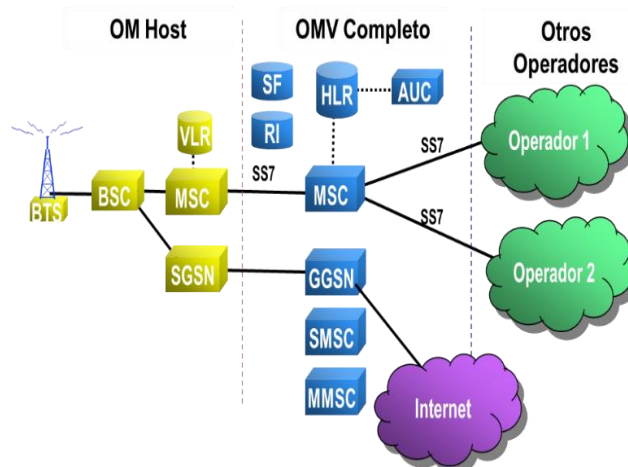 OM Host
OMV Completo
Otros
Operadores
SF
HLR
AUC
VLR
RI
Operador 1
SS7
BTS
BSC
MSC
SS7
MSC
SS7
SGSN
GGSN
Operador 2
SMSC
MMSC
Internet